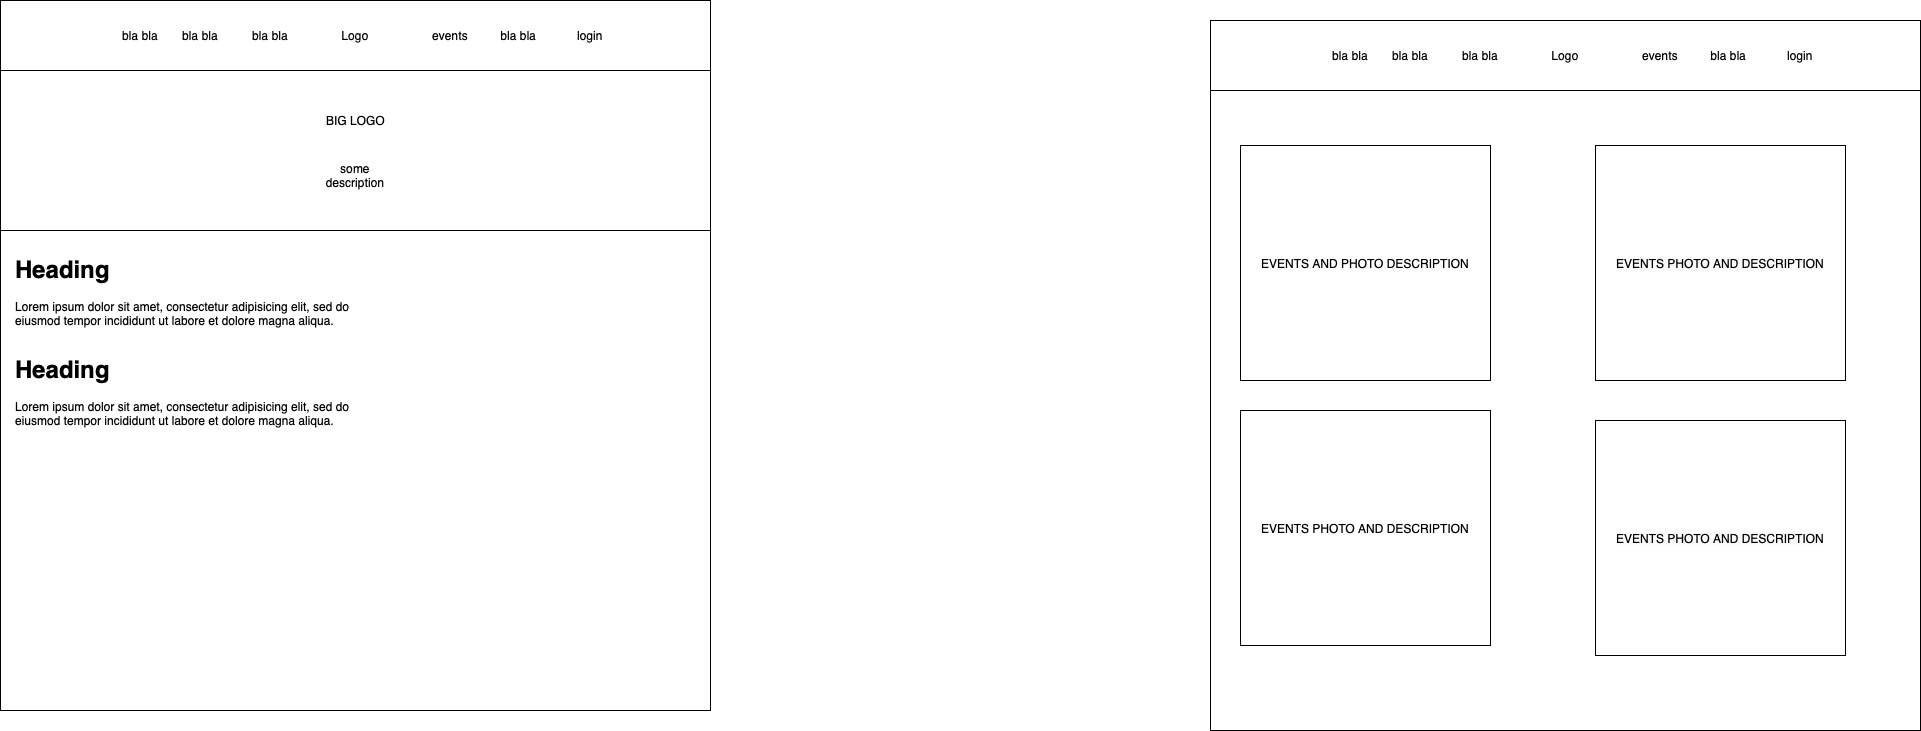 bla bla bla bla bla bla Logo events bla bla login
BIG LOGO
some
description
Heading
Lorem ipsum dolor sit amet, consectetur adipisicing elit, sed do
eiusmod tempor incididunt ut labore et dolore magna aliqua.
Heading
Lorem ipsum dolor sit amet, consectetur adipisicing elit, sed do
eiusmod tempor incididunt ut labore et dolore magna aliqua.
bla bla bla bla bla bla Logo events bla bla login
EVENTS AND PHOTO DESCRIPTION
EVENTS PHOTO AND DESCRIPTION
EVENTS PHOTO AND DESCRIPTION
EVENTS PHOTO AND DESCRIPTION